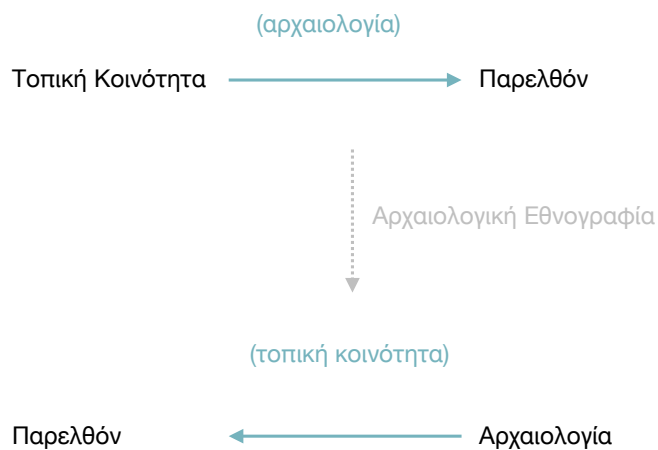 (αρχαιολογία)
Τοπική Κοινότητα Παρελθόν
Αρχαιολογική Εθνογραφία
(τοπική κοινότητα)
Παρελθόν Αρχαιολογία